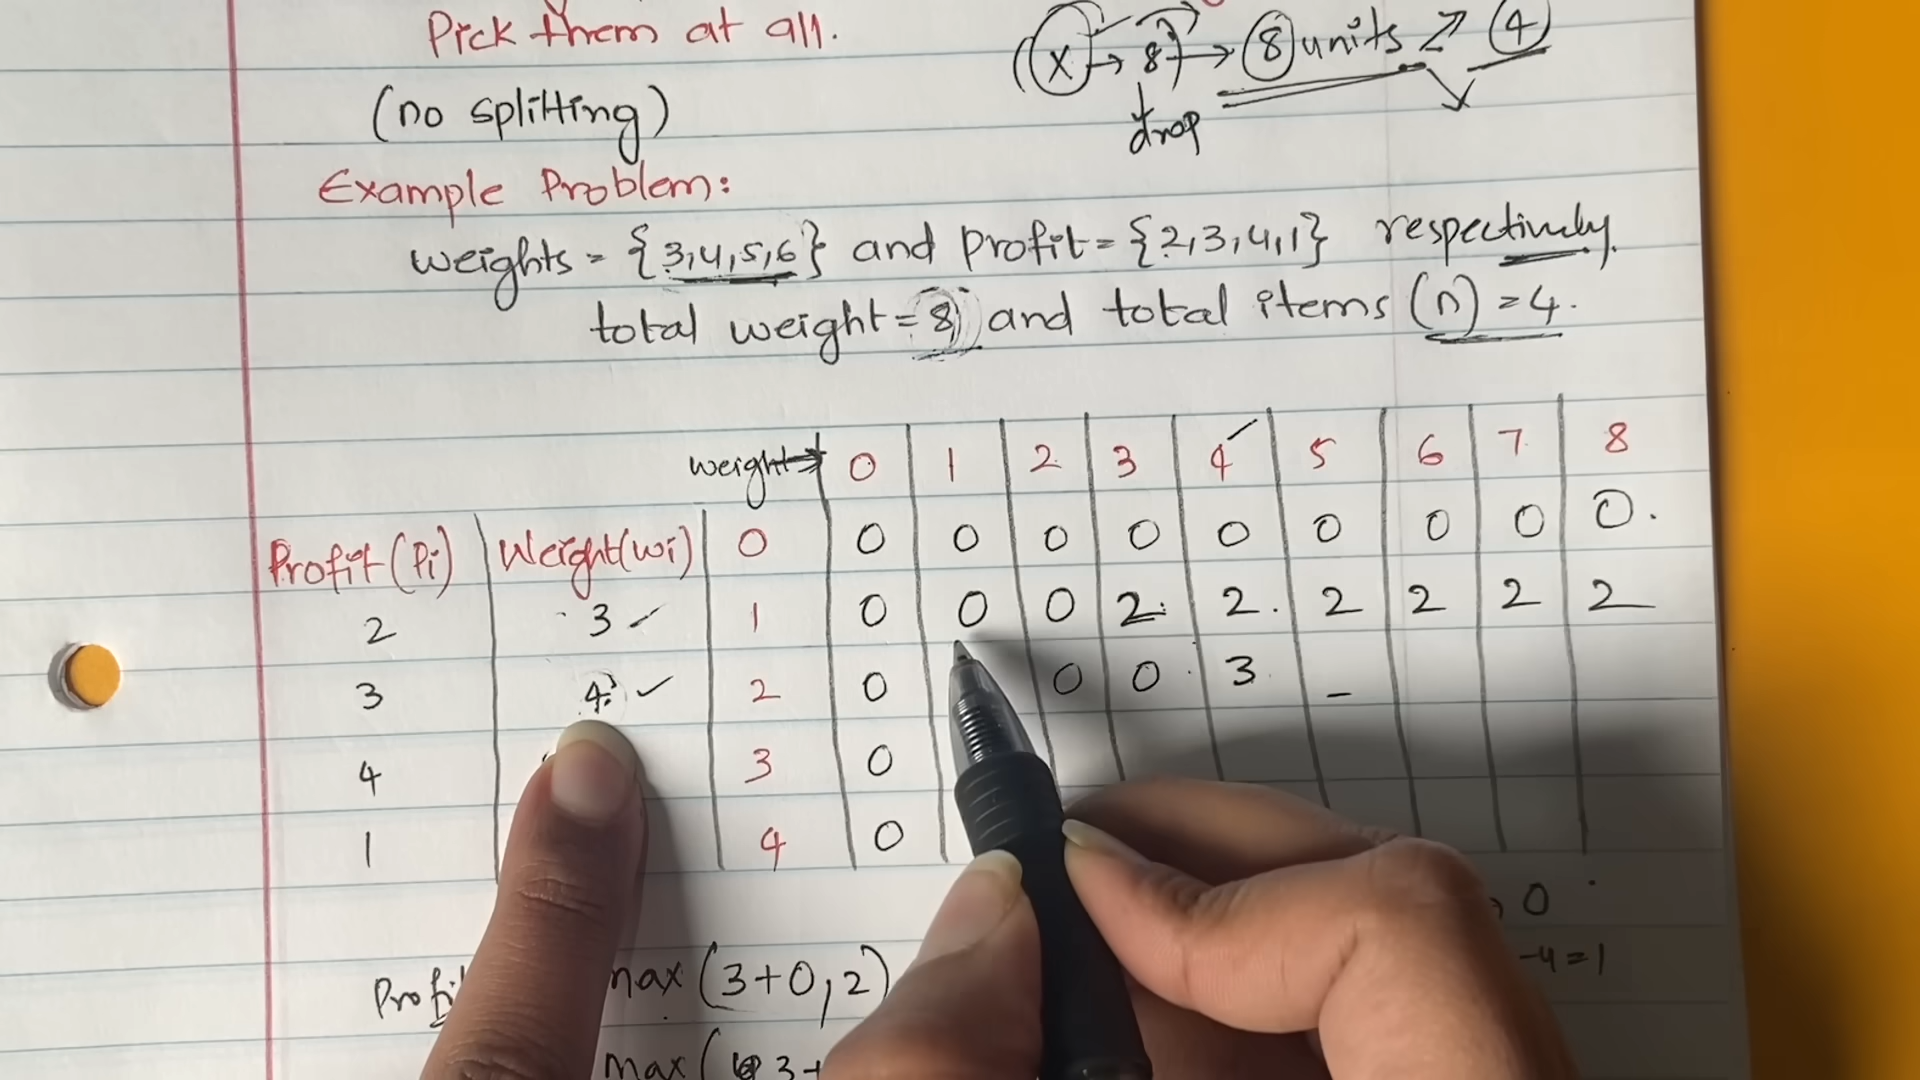 Pick them at all.
(no splitting)
(x → 8) → 8 units > 4
drop
Example Problem:
weights = {3,4,5,6} and Profit = {2,3,4,1} respectively.
total weight = 8 and total items (n) = 4.
weight → 0 1 2 3 4 5 6 7 8
Profit (Pi) Weight (wi) 0 0 0 0 0 0 0 0 0 0.
2 3 ✓ 1 0 0 0 2 2 2 2 2 2
3 4 ✓ 2 0 0 0 3 _
4 3 0
1 4 0
0
max (3+0, 2)
-4=1
max ( 3+